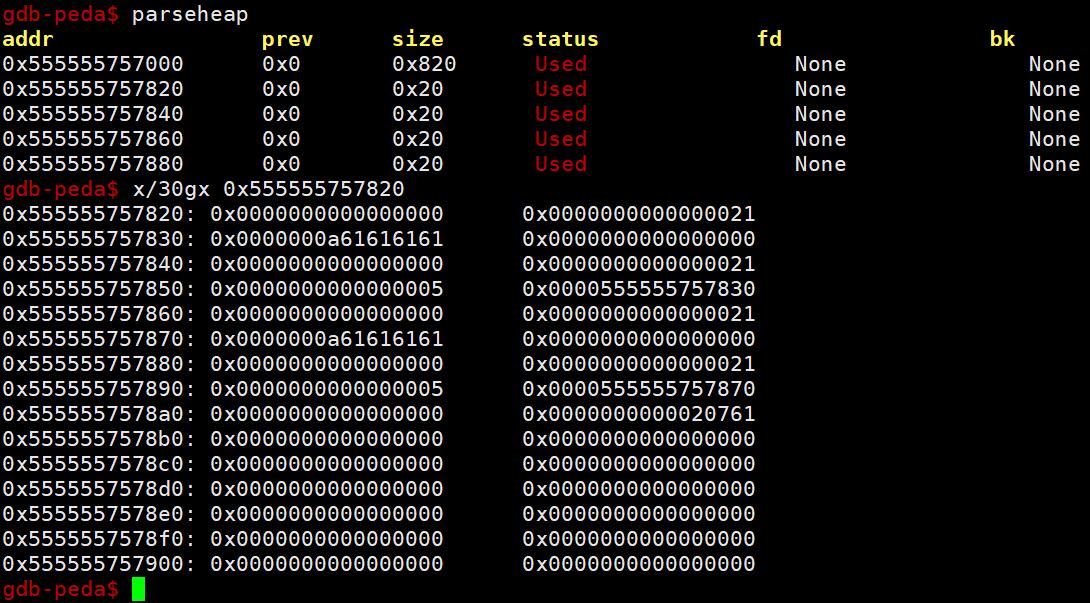 gdb-peda$ parseheap
addr prev size status fd bk
0x555555757000 0x0 0x820 Used None None
0x555555757820 0x0 0x20 Used None None
0x555555757840 0x0 0x20 Used None None
0x555555757860 0x0 0x20 Used None None
0x555555757880 0x0 0x20 Used None None
gdb-peda$ x/30gx 0x555555757820
0x555555757820: 0x0000000000000000 0x0000000000000021
0x555555757830: 0x0000000a61616161 0x0000000000000000
0x555555757840: 0x0000000000000000 0x0000000000000021
0x555555757850: 0x0000000000000005 0x0000555555757830
0x555555757860: 0x0000000000000000 0x0000000000000021
0x555555757870: 0x0000000a61616161 0x0000000000000000
0x555555757880: 0x0000000000000000 0x0000000000000021
0x555555757890: 0x0000000000000005 0x0000555555757870
0x5555557578a0: 0x0000000000000000 0x0000000000020761
0x5555557578b0: 0x0000000000000000 0x0000000000000000
0x5555557578c0: 0x0000000000000000 0x0000000000000000
0x5555557578d0: 0x0000000000000000 0x0000000000000000
0x5555557578e0: 0x0000000000000000 0x0000000000000000
0x5555557578f0: 0x0000000000000000 0x0000000000000000
0x555555757900: 0x0000000000000000 0x0000000000000000
gdb-peda$